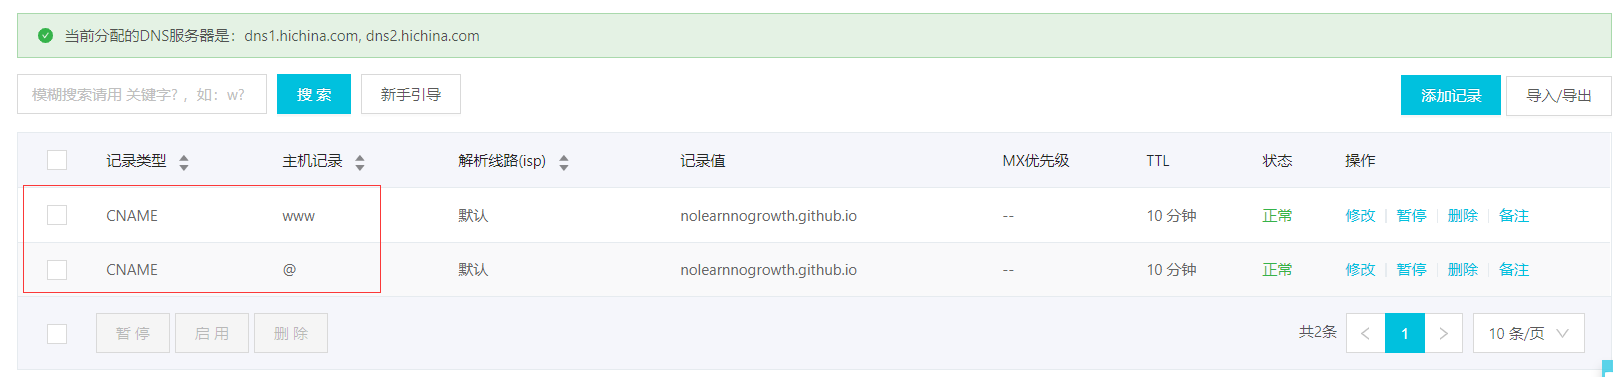 当前分配的DNS服务器是：dns1.hichina.com, dns2.hichina.com
模糊搜索请用 关键字?，如：w? 搜 索 新手引导 添加记录 导入/导出
记录类型 主机记录 解析线路(isp) 记录值 MX优先级 TTL 状态 操作
CNAME www 默认 nolearnnogrowth.github.io -- 10 分钟 正常 修改 | 暂停 | 删除 | 备注
CNAME @ 默认 nolearnnogrowth.github.io -- 10 分钟 正常 修改 | 暂停 | 删除 | 备注
暂 停 启 用 删 除 共2条 < 1 > 10 条/页